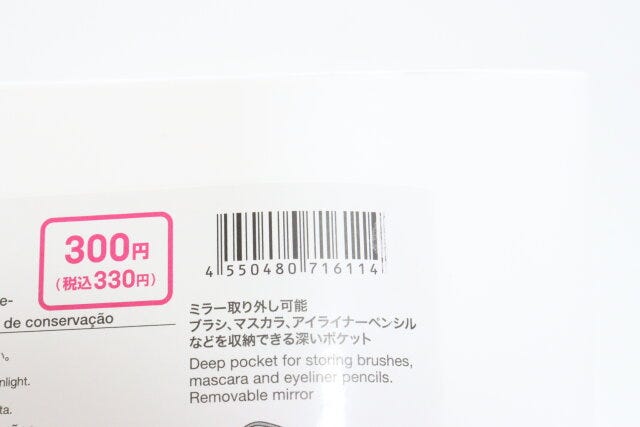 300円
(税込330円)
4 550480 716114
ミラー取り外し可能
ブラシ、マスカラ、アイライナーペンシル
などを収納できる深いポケット
Deep pocket for storing brushes,
mascara and eyeliner pencils.
Removable mirror
e-
de conservação
い。
nlight.
ta.